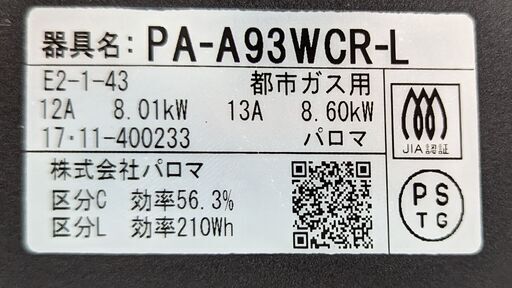 器具名：PA-A93WCR-L
E2-1-43 都市ガス用
12A 8.01kW 13A 8.60kW
17・11-400233 パロマ
JIA認証
株式会社パロマ
区分C 効率56.3%
区分L 効率210Wh
PS
TG